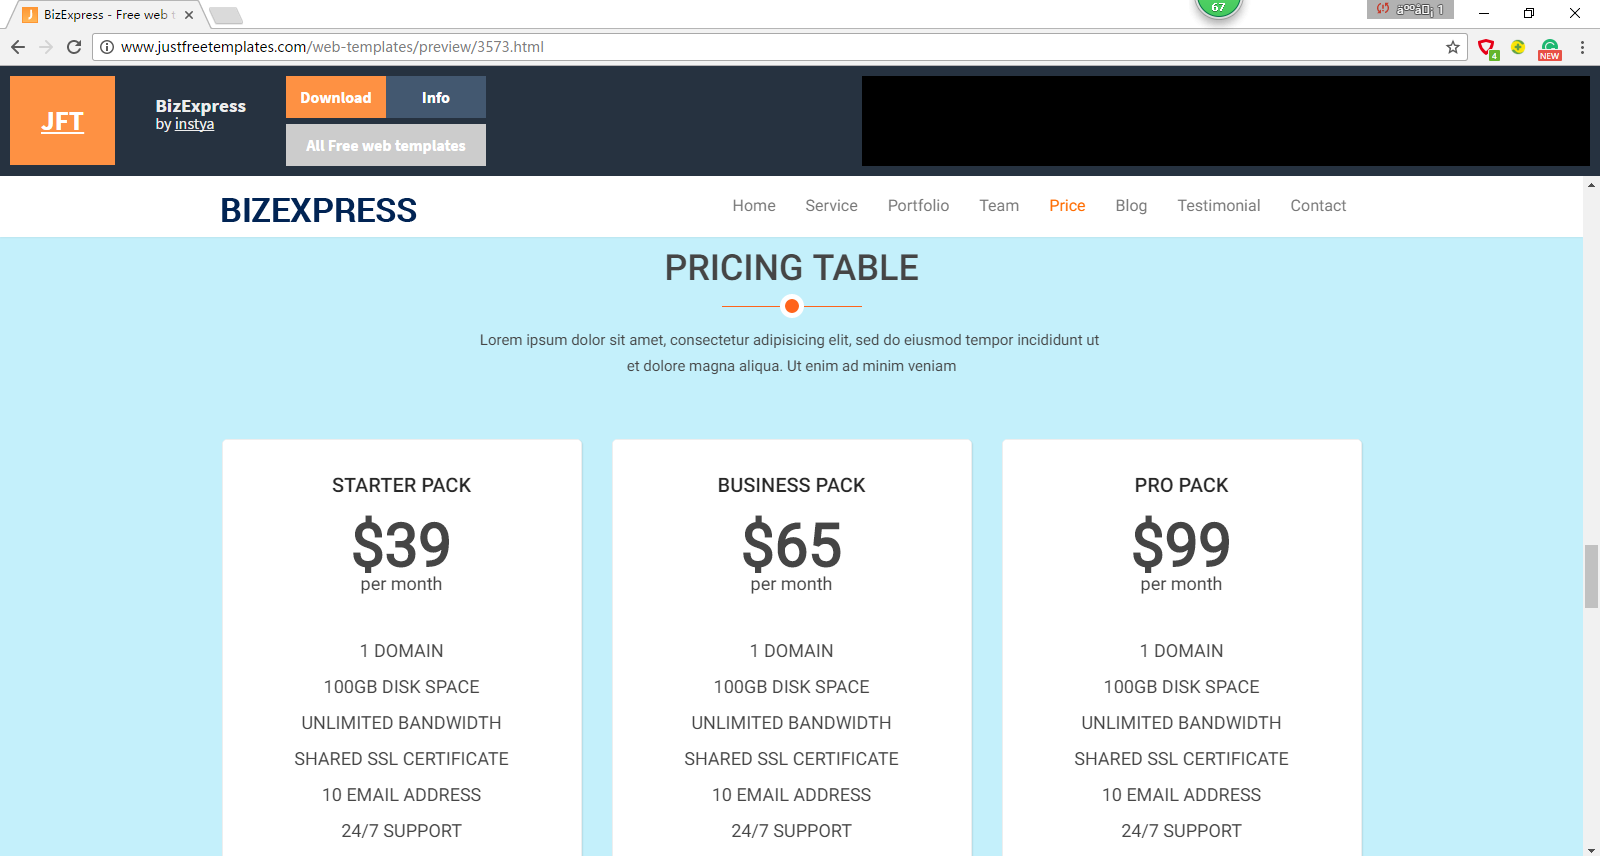 BizExpress - Free web t
67
www.justfreetemplates.com/web-templates/preview/3573.html
4
NEW
JFT
BizExpress
by instya
Download
Info
All Free web templates
BIZEXPRESS
Home Service Portfolio Team Price Blog Testimonial Contact
PRICING TABLE
Lorem ipsum dolor sit amet, consectetur adipisicing elit, sed do eiusmod tempor incididunt ut
et dolore magna aliqua. Ut enim ad minim veniam
STARTER PACK
$39
per month
1 DOMAIN
100GB DISK SPACE
UNLIMITED BANDWIDTH
SHARED SSL CERTIFICATE
10 EMAIL ADDRESS
24/7 SUPPORT
BUSINESS PACK
$65
per month
1 DOMAIN
100GB DISK SPACE
UNLIMITED BANDWIDTH
SHARED SSL CERTIFICATE
10 EMAIL ADDRESS
24/7 SUPPORT
PRO PACK
$99
per month
1 DOMAIN
100GB DISK SPACE
UNLIMITED BANDWIDTH
SHARED SSL CERTIFICATE
10 EMAIL ADDRESS
24/7 SUPPORT